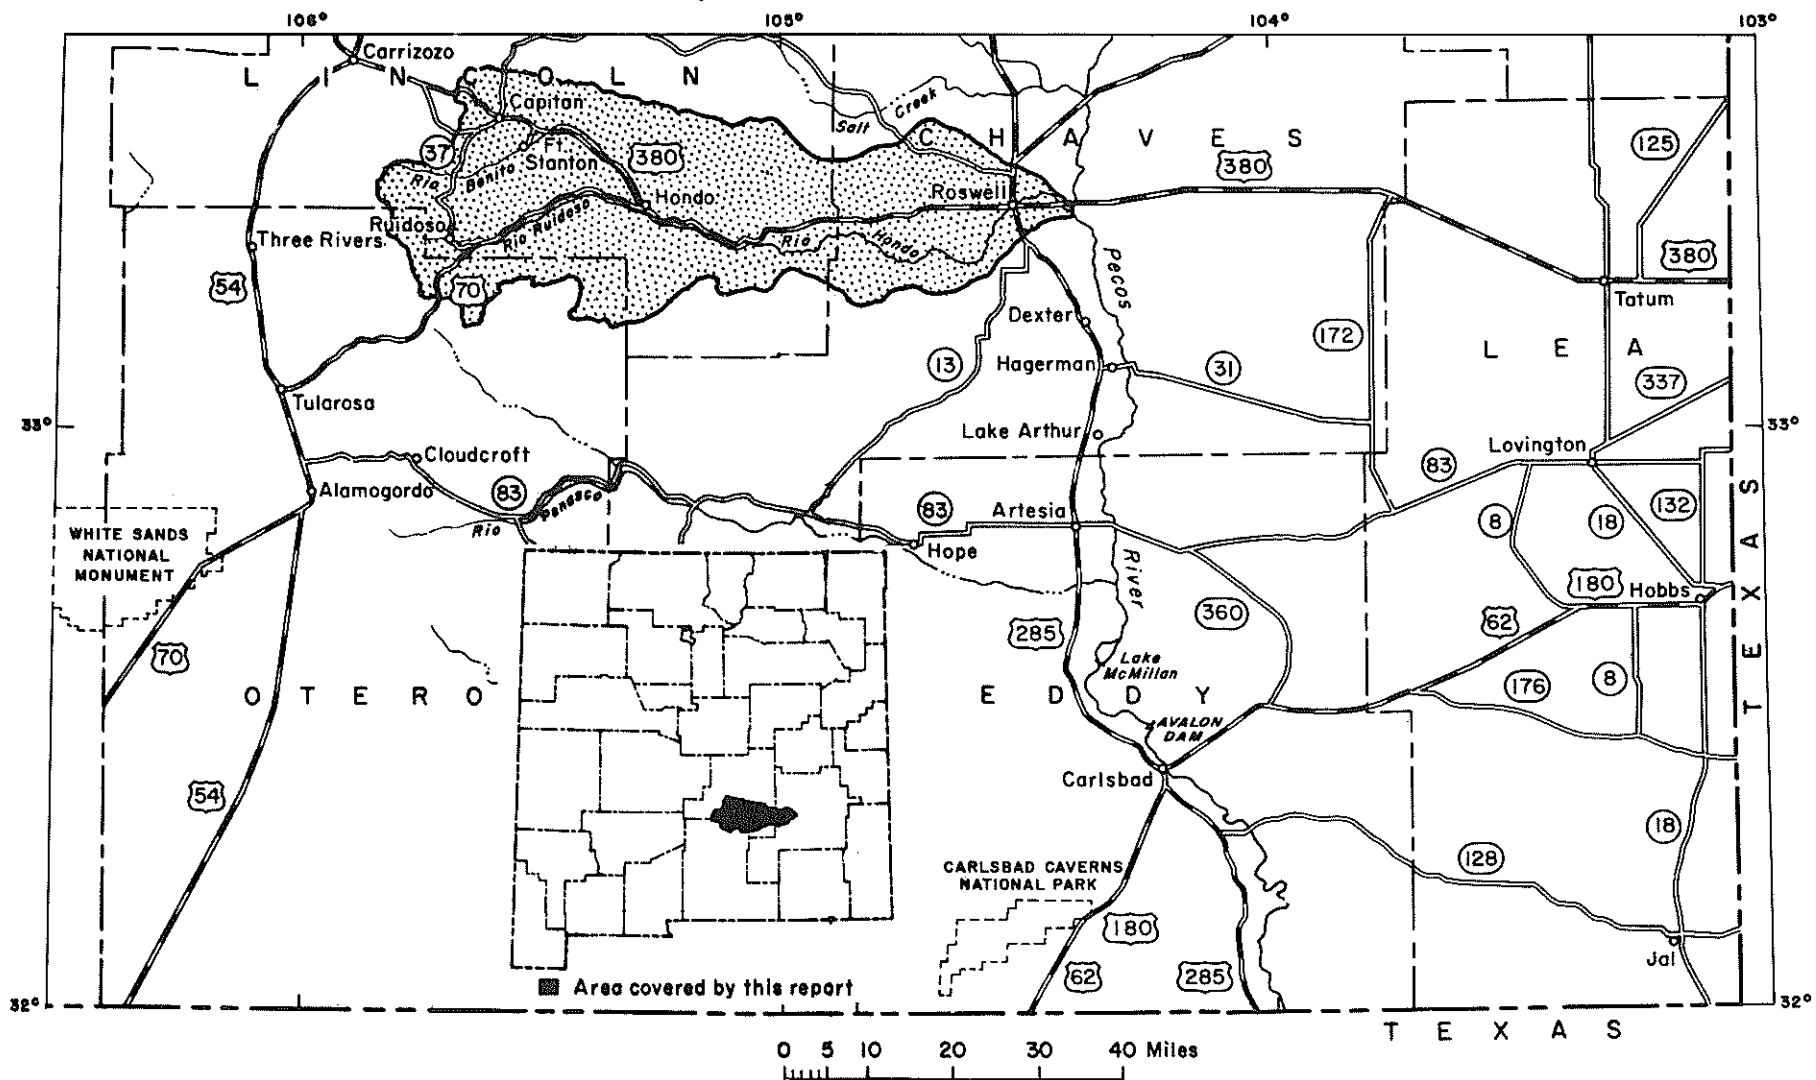 106° 105° 104° 103°
Carrizozo
L I N C O L N
Capitan
Salt Creek
C H A V E S
125
37
Ft
Stanton
380
380
Rio Bonito
Hondo
Roswell
Ruidoso
Rio Ruidoso
Three Rivers
Rio Hondo
Pecos
380
54
70
Tatum
Dexter
172
L E A
13
Hagerman
31
337
Tularosa
33°
Lake Arthur
33°
Lovington
Cloudcroft
83
Alamogordo
83
Rio Penasco
83
Artesia
8
18
132
Hope
WHITE SANDS
NATIONAL
MONUMENT
River
180
Hobbs
285
360
62
70
Lake
McMillan
O T E R O
E D D Y
176
8
AVALON
DAM
T E X A S
Carlsbad
54
18
CARLSBAD CAVERNS
NATIONAL PARK
128
180
62
285
Jal
Area covered by this report
32°
32°
T E X A S
0 5 10 20 30 40 Miles